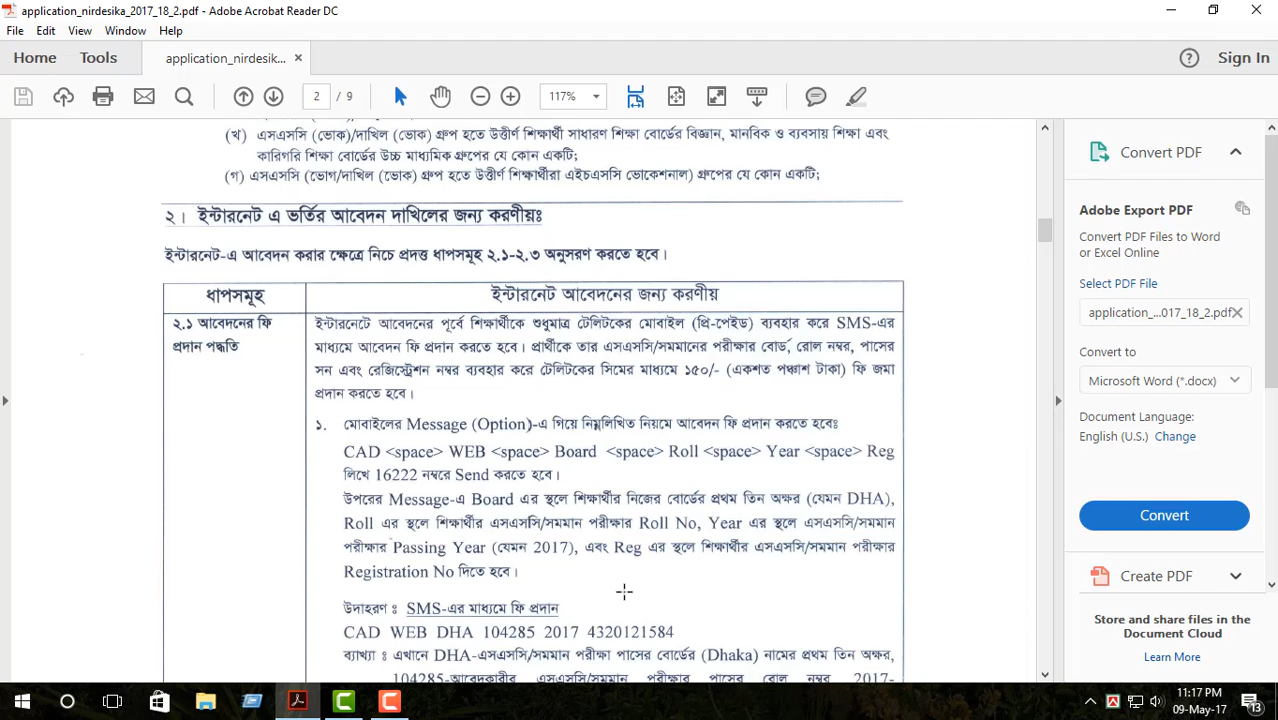 application_nirdesika_2017_18_2.pdf - Adobe Acrobat Reader DC
File Edit View Window Help
Home Tools application_nirdesik... ×
Sign In
2 / 9 117%
(খ) এসএসসি (ভোক)/দাখিল (ভোক) গ্রুপ হতে উত্তীর্ণ শিক্ষার্থী সাধারণ শিক্ষা বোর্ডের বিজ্ঞান, মানবিক ও ব্যবসায় শিক্ষা এবং
কারিগরি শিক্ষা বোর্ডের উচ্চ মাধ্যমিক গ্রুপের যে কোন একটি;
(গ) এসএসসি (ভোগ/দাখিল (ভোক) গ্রুপ হতে উত্তীর্ণ শিক্ষার্থীরা এইচএসসি ভোকেশনাল) গ্রুপের যে কোন একটি;
২। ইন্টারনেট এ ভর্তির আবেদন দাখিলের জন্য করণীয়ঃ
ইন্টারনেট-এ আবেদন করার ক্ষেত্রে নিচে প্রদত্ত ধাপসমূহ ২.১-২.৩ অনুসরণ করতে হবে।
ধাপসমূহ
ইন্টারনেট আবেদনের জন্য করণীয়
২.১ আবেদনের ফি
প্রদান পদ্ধতি
ইন্টারনেটে আবেদনের পূর্বে শিক্ষার্থীকে শুধুমাত্র টেলিটকের মোবাইল (প্রি-পেইড) ব্যবহার করে SMS-এর
মাধ্যমে আবেদন ফি প্রদান করতে হবে। প্রার্থীকে তার এসএসসি/সমমানের পরীক্ষার বোর্ড, রোল নম্বর, পাসের
সন এবং রেজিস্ট্রেশন নম্বর ব্যবহার করে টেলিটকের সিমের মাধ্যমে ১৫০/- (একশত পঞ্চাশ টাকা) ফি জমা
প্রদান করতে হবে।
১. মোবাইলের Message (Option)-এ গিয়ে নিম্নলিখিত নিয়মে আবেদন ফি প্রদান করতে হবেঃ
CAD <space> WEB <space> Board <space> Roll <space> Year <space> Reg
লিখে 16222 নম্বরে Send করতে হবে।
উপরের Message-এ Board এর স্থলে শিক্ষার্থীর নিজের বোর্ডের প্রথম তিন অক্ষর (যেমন DHA),
Roll এর স্থলে শিক্ষার্থীর এসএসসি/সমমান পরীক্ষার Roll No, Year এর স্থলে এসএসসি/সমমান
পরীক্ষার Passing Year (যেমন 2017), এবং Reg এর স্থলে শিক্ষার্থীর এসএসসি/সমমান পরীক্ষার
Registration No দিতে হবে।
উদাহরণ ঃ SMS-এর মাধ্যমে ফি প্রদান
CAD WEB DHA 104285 2017 4320121584
ব্যাখ্যা ঃ এখানে DHA-এসএসসি/সমমান পরীক্ষা পাসের বোর্ডের (Dhaka) নামের প্রথম তিন অক্ষর,
104285-আবেদনকারীর এসএসসি/সমমান পরীক্ষার পাসের রোল নম্বর, 2017-
Convert PDF
Adobe Export PDF
Convert PDF Files to Word
or Excel Online
Select PDF File
application_...017_18_2.pdf ×
Convert to
Microsoft Word (*.docx)
Document Language:
English (U.S.) Change
Convert
Create PDF
Store and share files in the
Document Cloud
Learn More
11:17 PM
09-May-17
13